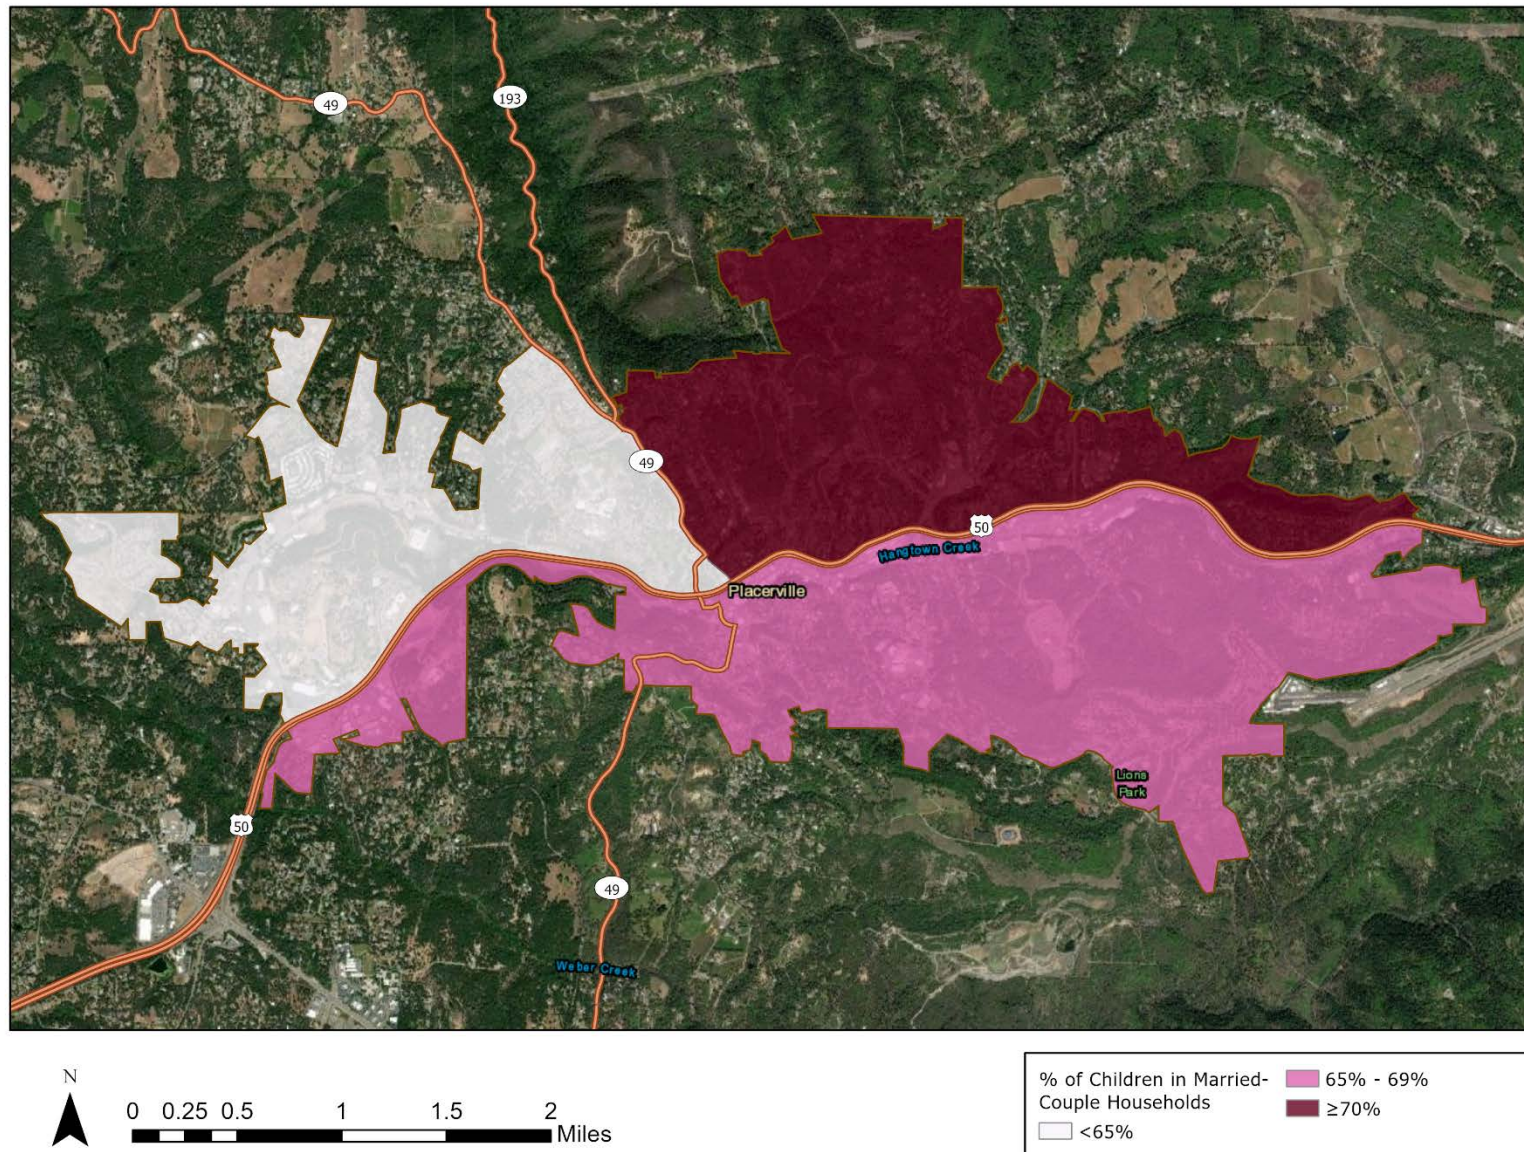 49
193
49
50
Hangtown Creek
Placerville
Lions
Park
50
49
Weber Creek
N
0 0.25 0.5 1 1.5 2
Miles
% of Children in Married-
Couple Households
<65%
65% - 69%
≥70%